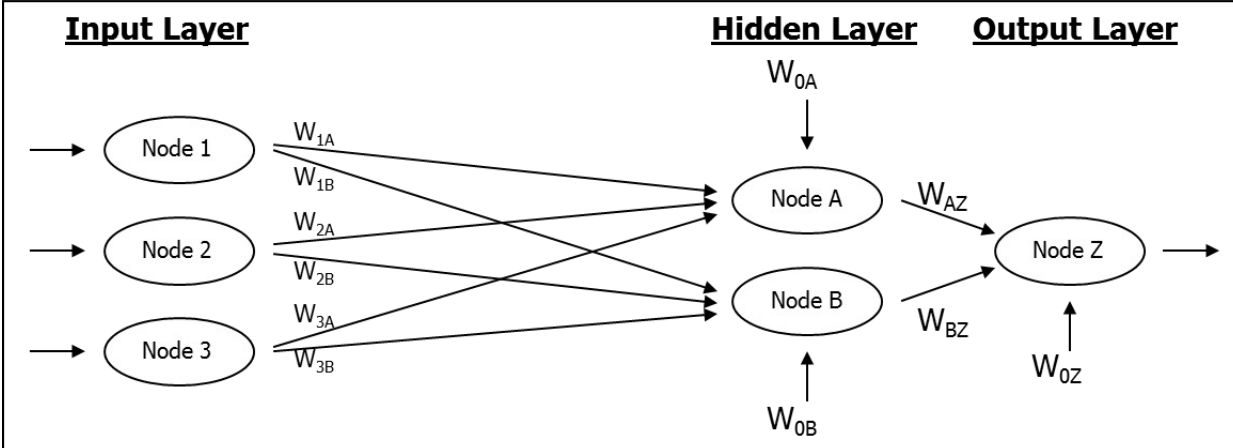 Input Layer
Hidden Layer
Output Layer
W0A
Node 1
W1A
W1B
Node A
WAZ
Node 2
W2A
W2B
Node Z
Node B
WBZ
Node 3
W3A
W3B
W0Z
W0B